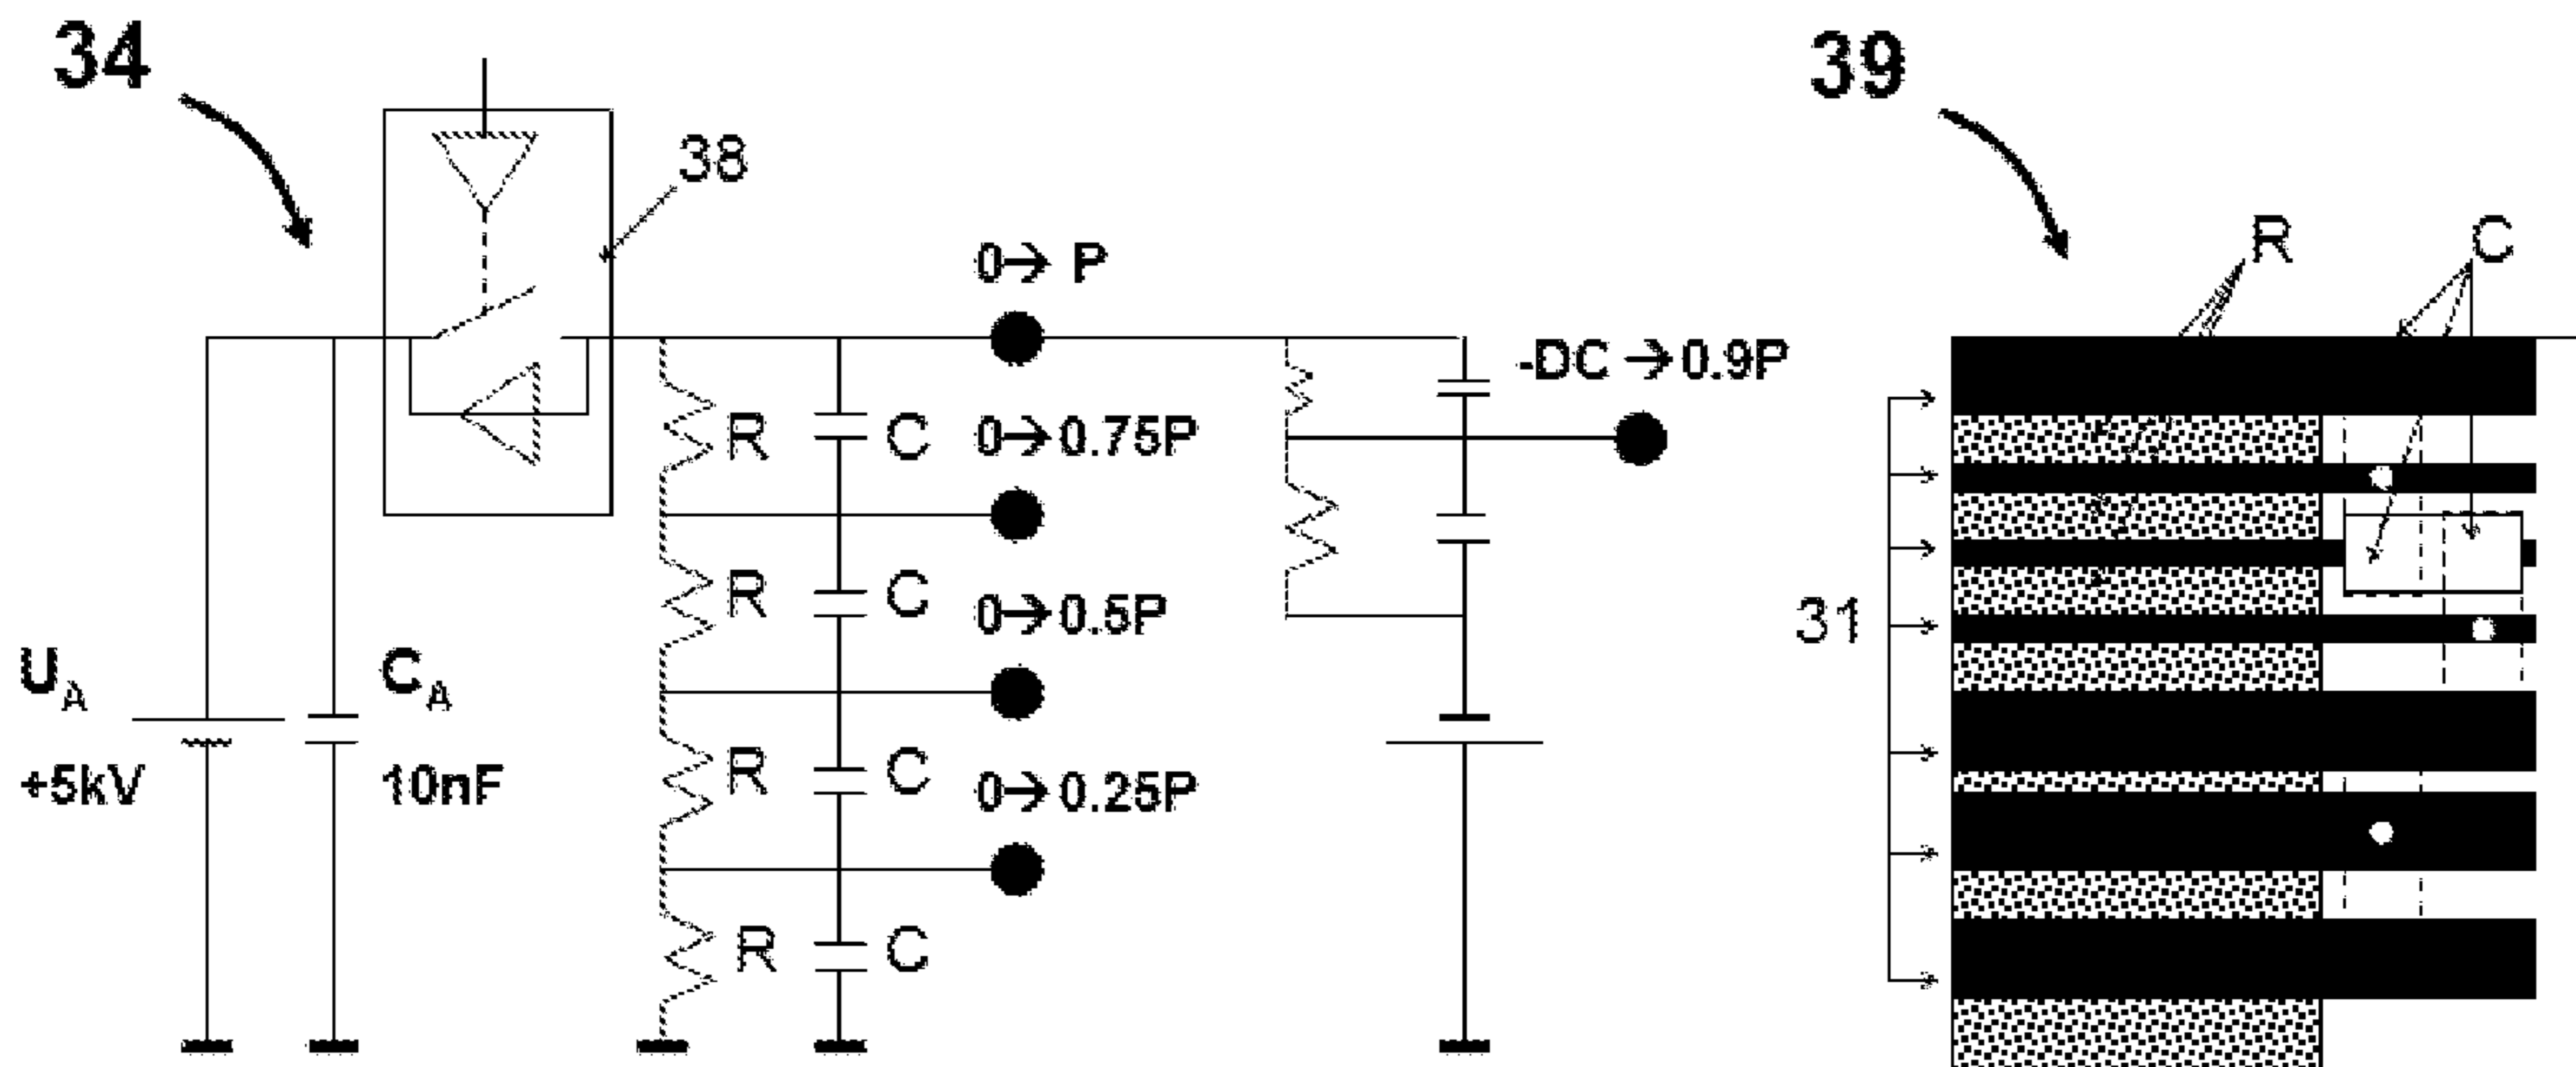 34
39
38
R
C
0→ P
-DC→0.9P
R
C
0→0.75P
R
C
0→0.5P
31
U_A
C_A
+5kV
10nF
R
C
0→0.25P
R
C